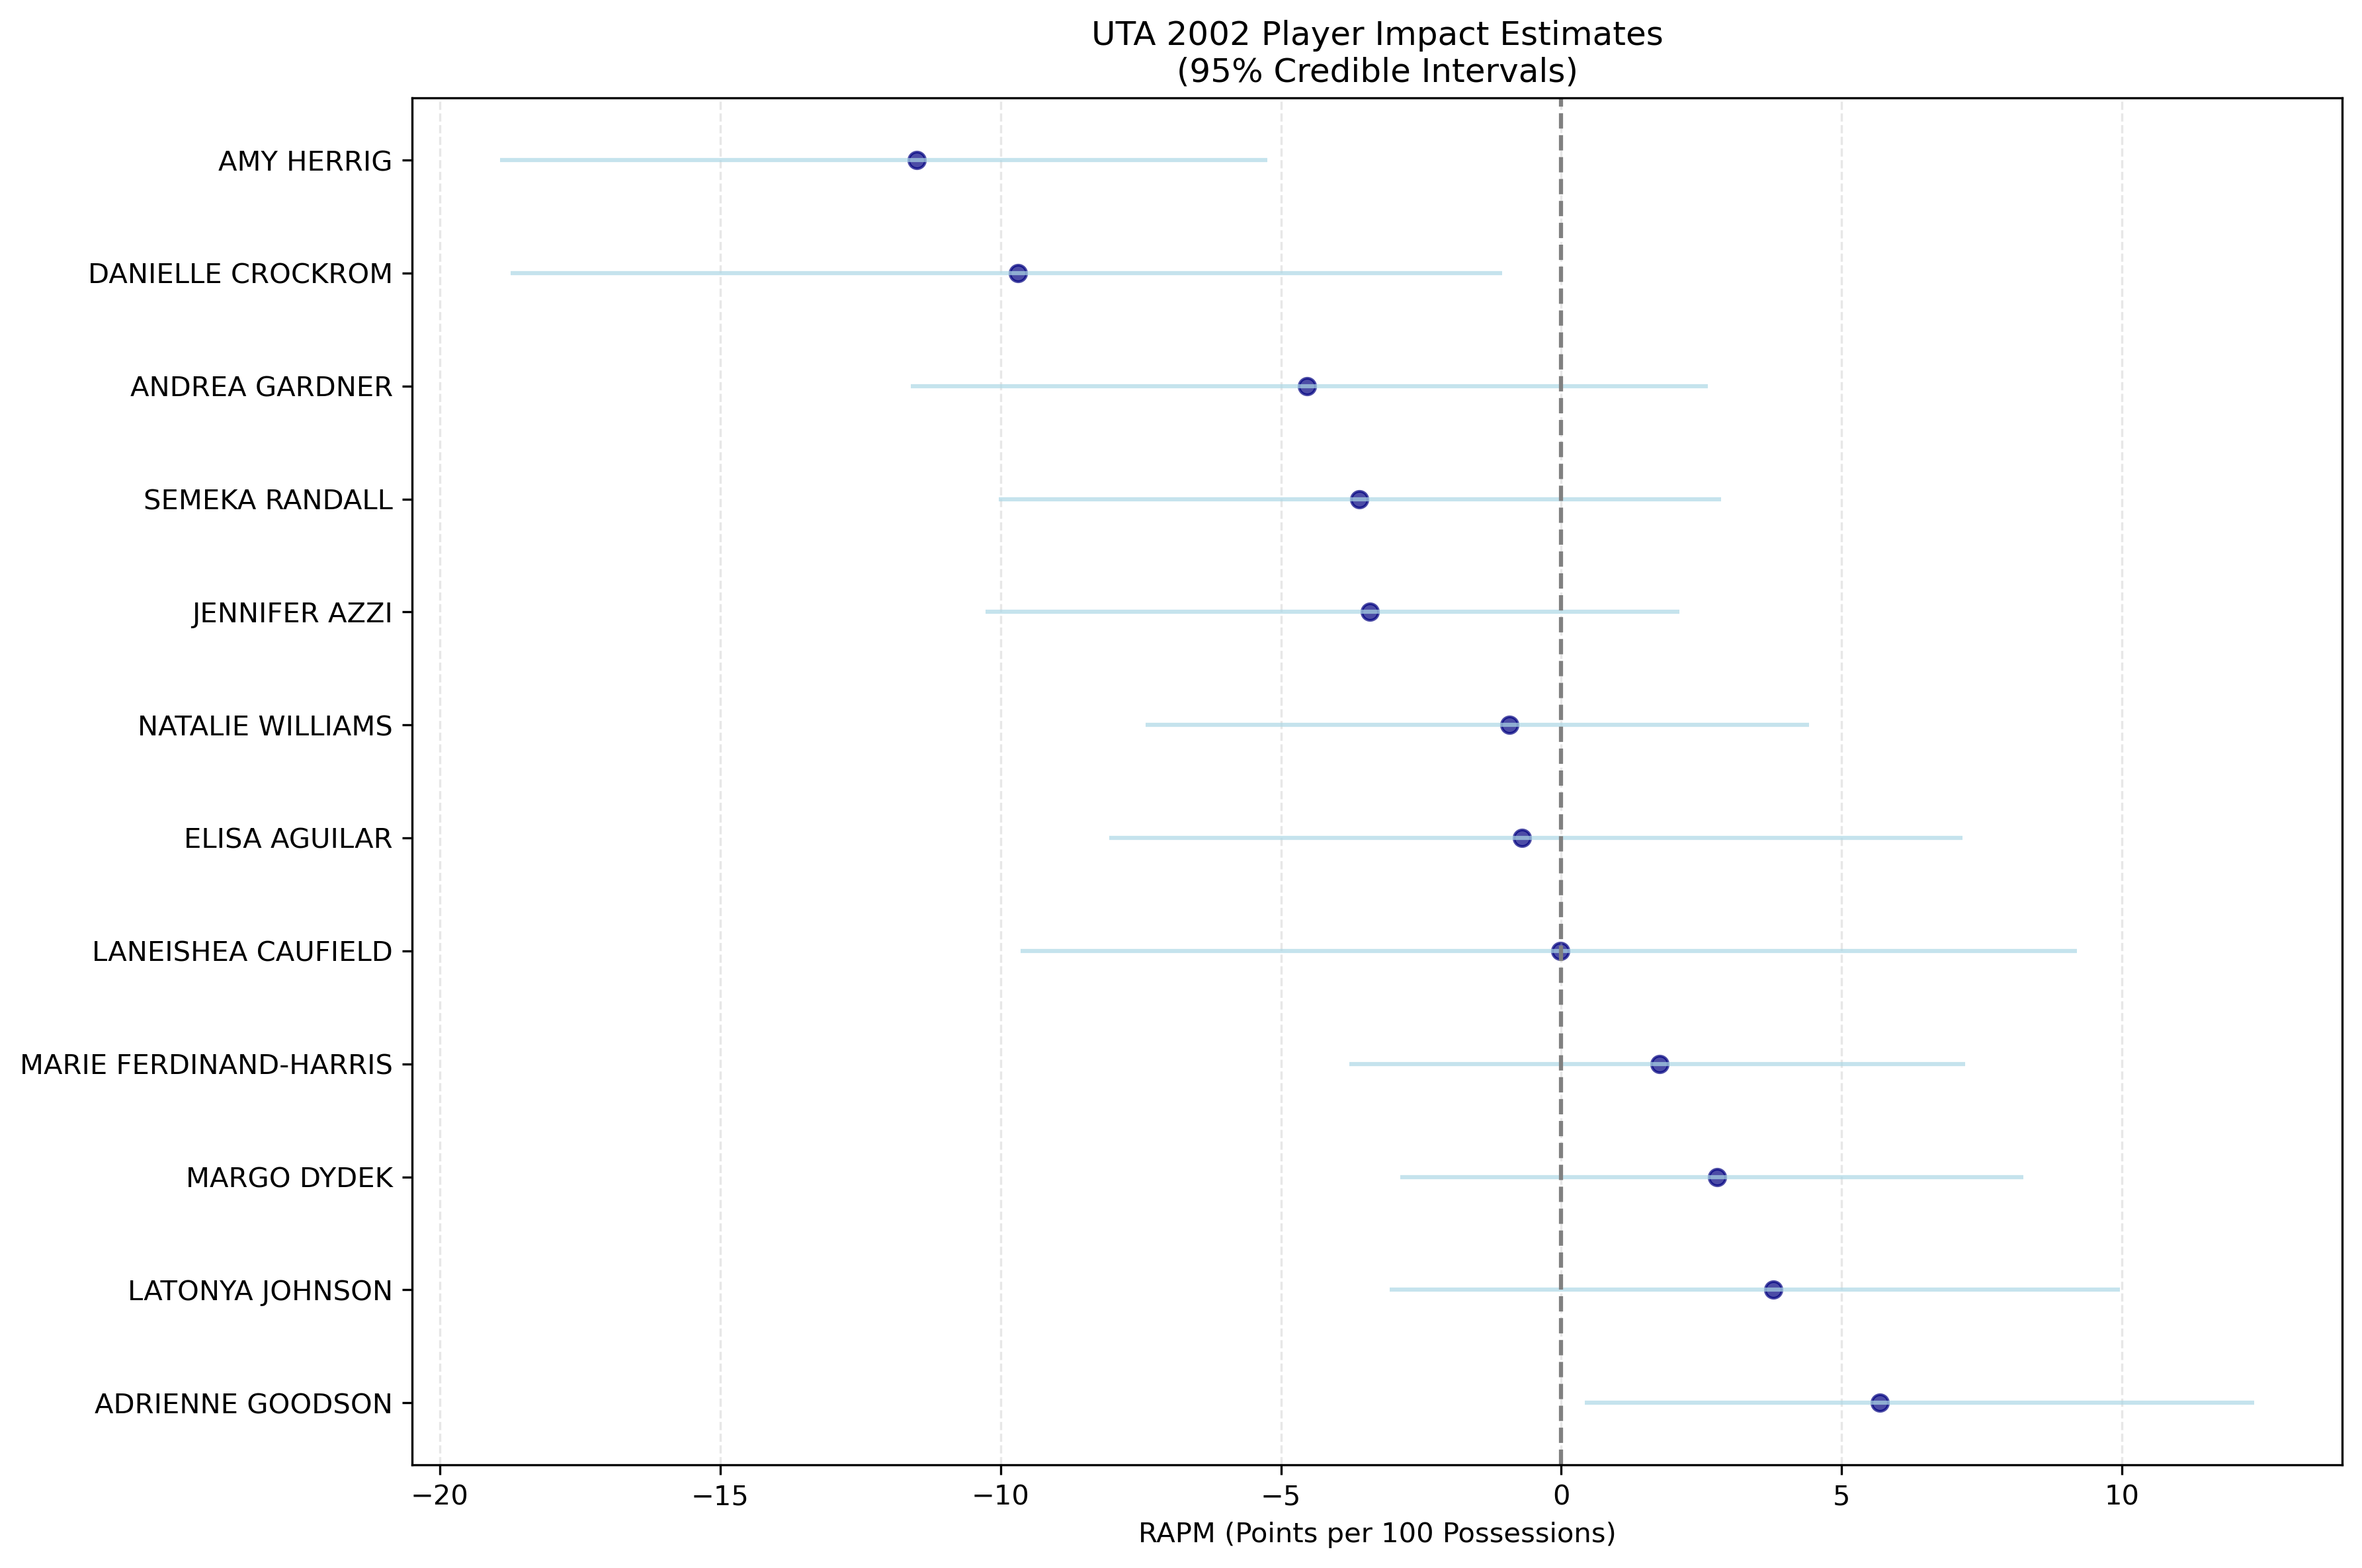 UTA 2002 Player Impact Estimates
(95% Credible Intervals)
AMY HERRIG
DANIELLE CROCKROM
ANDREA GARDNER
SEMEKA RANDALL
JENNIFER AZZI
NATALIE WILLIAMS
ELISA AGUILAR
LANEISHEA CAUFIELD
MARIE FERDINAND-HARRIS
MARGO DYDEK
LATONYA JOHNSON
ADRIENNE GOODSON
−20 −15 −10 −5 0 5 10
RAPM (Points per 100 Possessions)